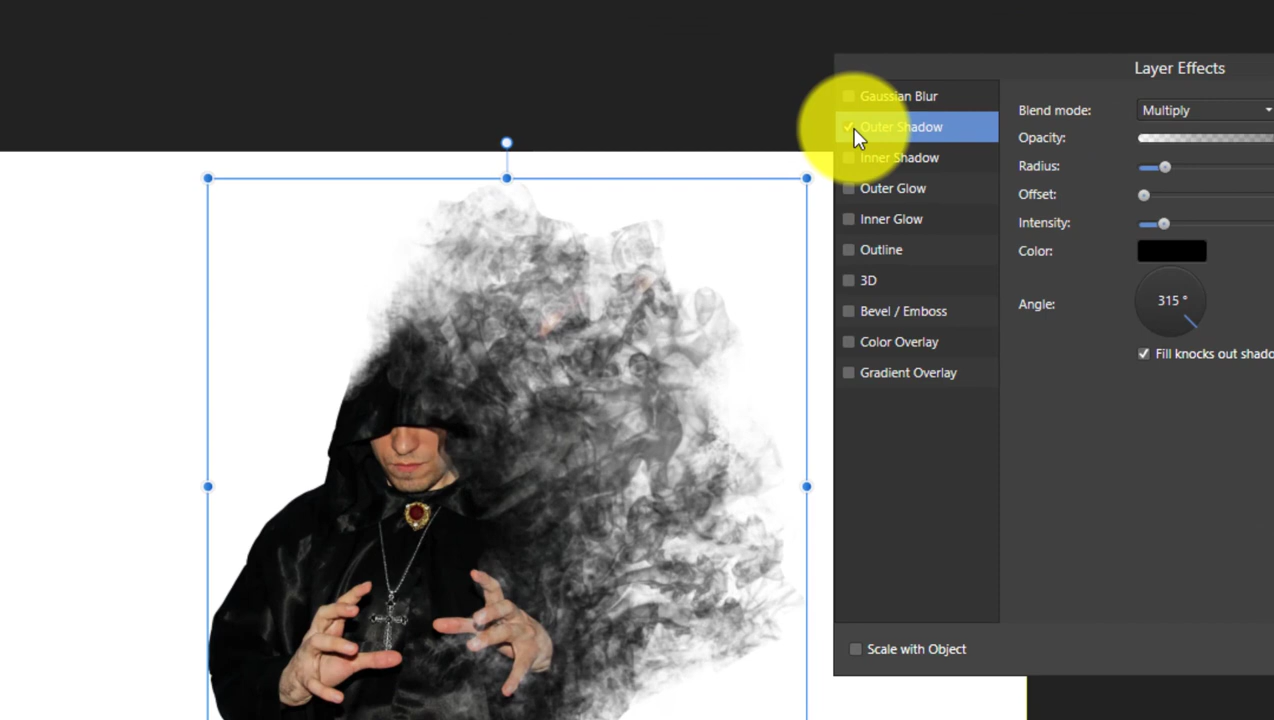 Layer Effects
Gaussian Blur
Outer Shadow
Inner Shadow
Outer Glow
Inner Glow
Outline
3D
Bevel / Emboss
Color Overlay
Gradient Overlay
Blend mode: Multiply
Opacity:
Radius:
Offset:
Intensity:
Color:
Angle: 315 °
Fill knocks out shado
Scale with Object